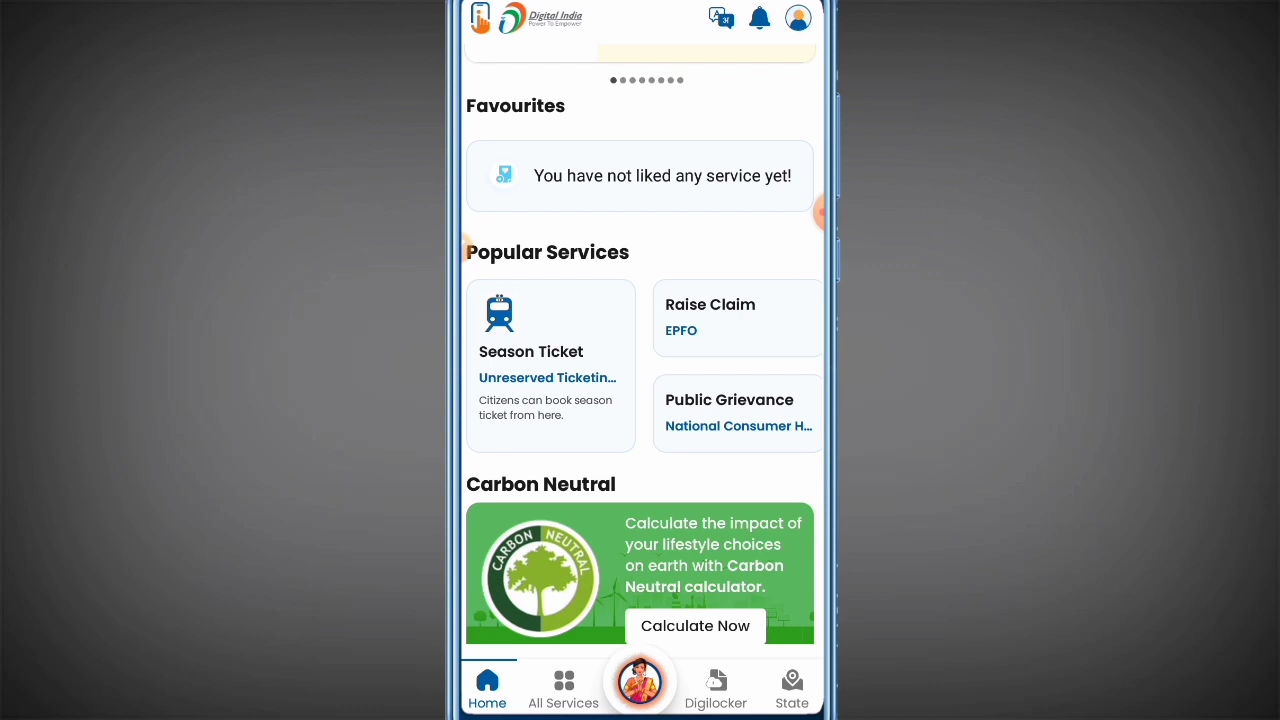 Digital India
Power To Empower
Favourites
You have not liked any service yet!
Popular Services
Season Ticket
Unreserved Ticketin...
Citizens can book season
ticket from here.
Raise Claim
EPFO
Public Grievance
National Consumer H...
Carbon Neutral
CARBON NEUTRAL
Calculate the impact of
your lifestyle choices
on earth with Carbon
Neutral calculator.
Calculate Now
Home
All Services
Digilocker
State